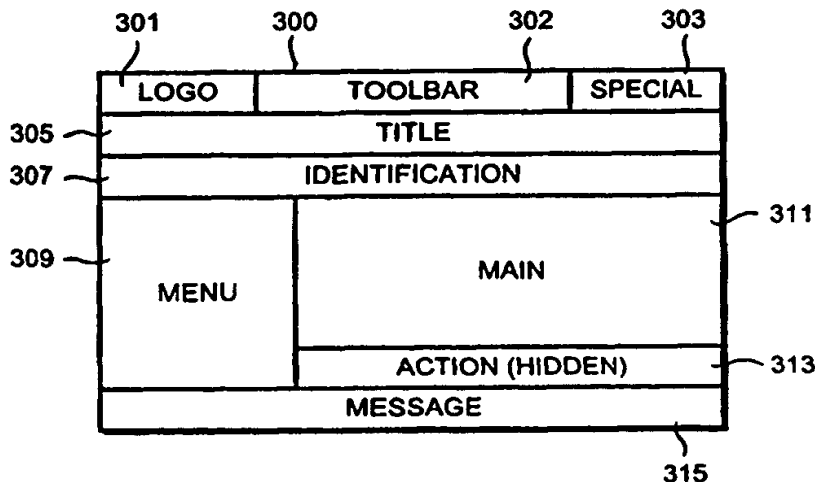 301 300 302 303
LOGO TOOLBAR SPECIAL
305 TITLE
307 IDENTIFICATION
311
309 MENU MAIN
ACTION (HIDDEN) 313
MESSAGE
315